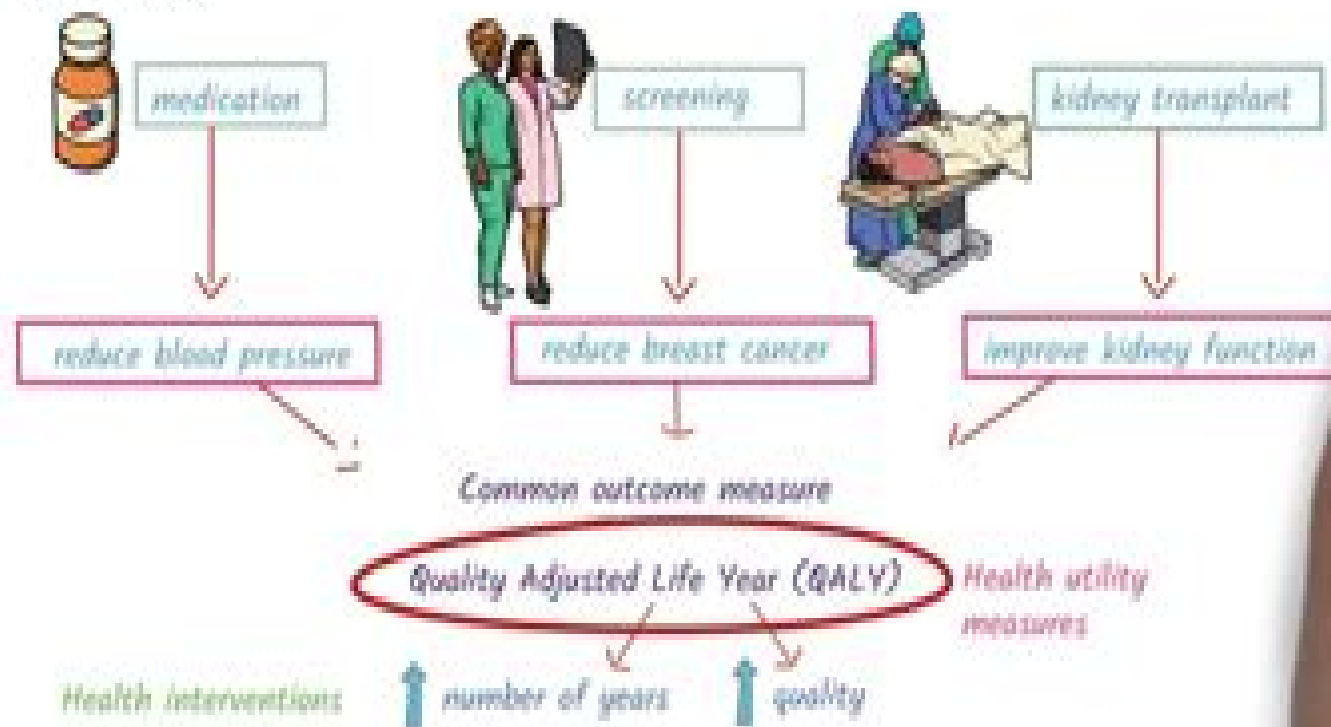 medication
screening
kidney transplant
reduce blood pressure
reduce breast cancer
improve kidney function
Common outcome measure
Quality Adjusted Life Year (QALY)
Health utility
measures
Health interventions
number of years
quality